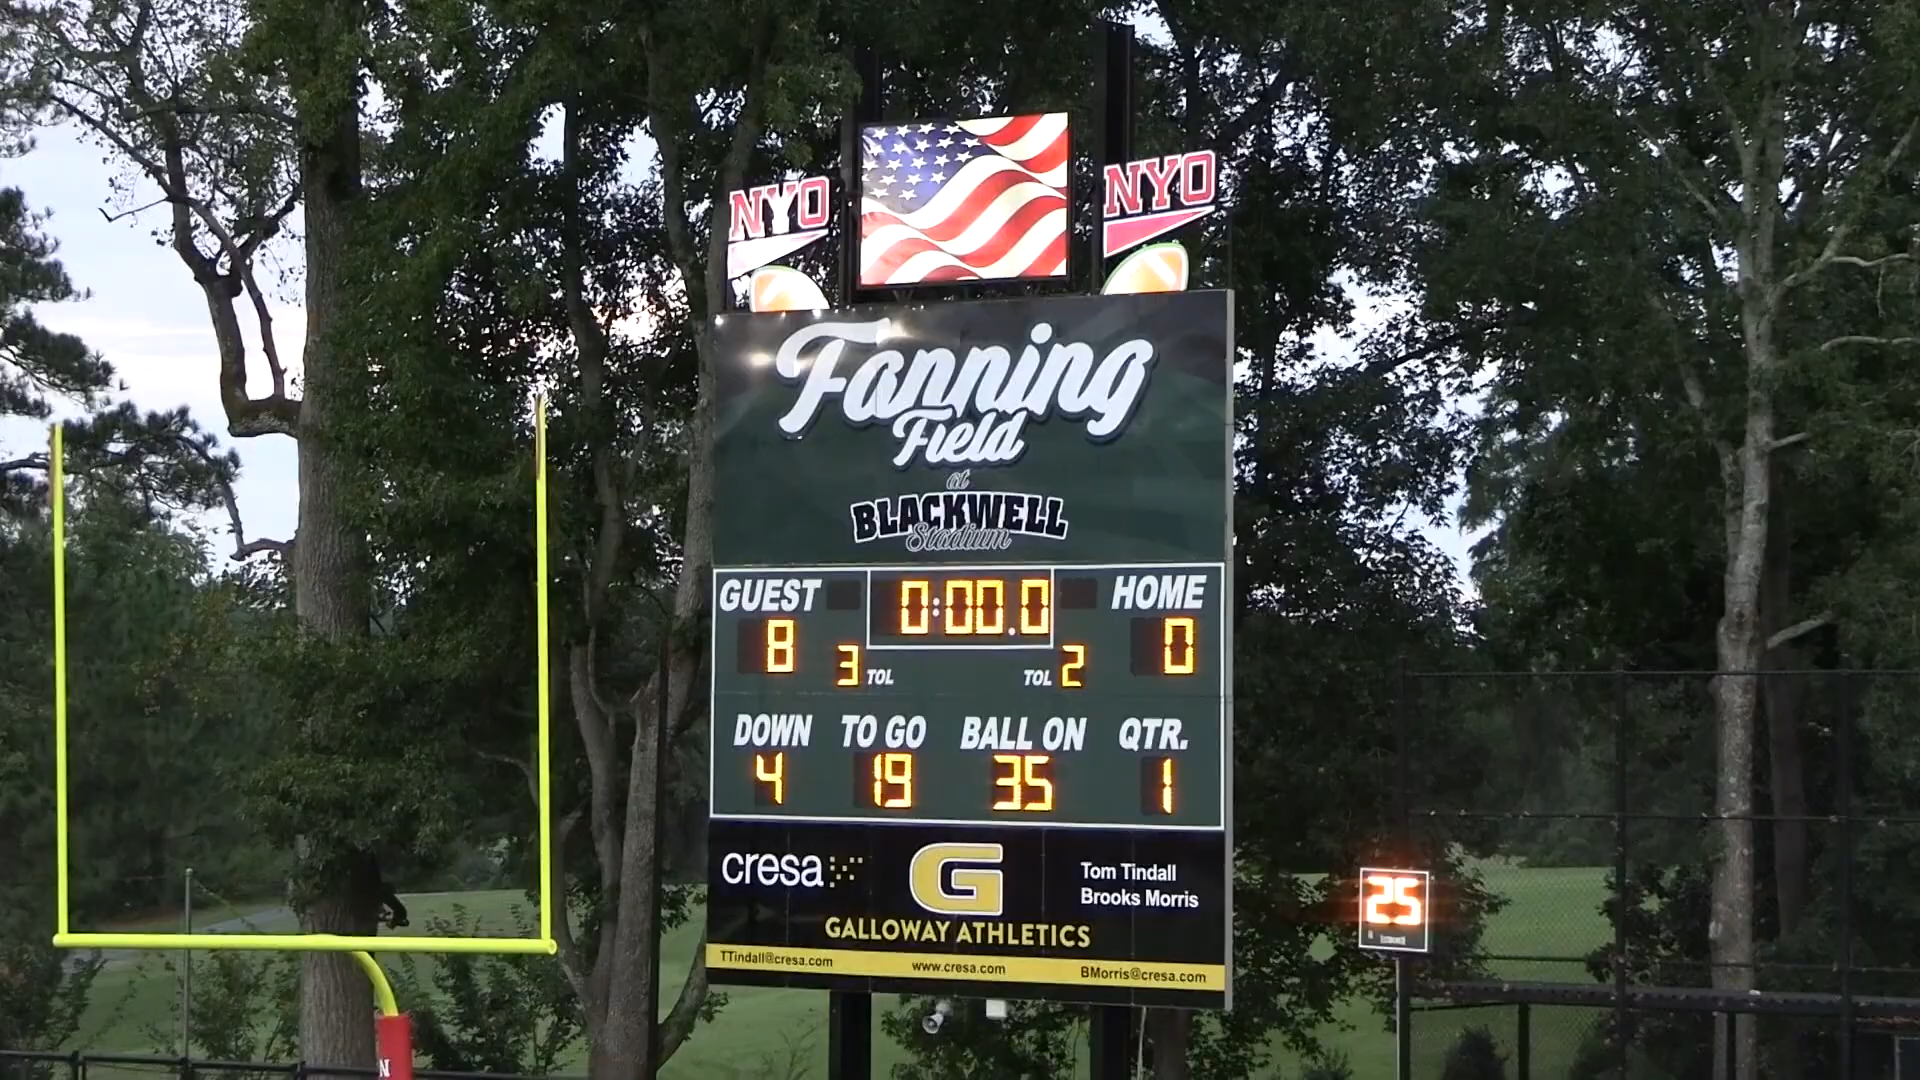 NYO
NYO
Fanning
Field
at
BLACKWELL
Stadium
GUEST 0:00.0 HOME
8 3 TOL TOL 2 0
DOWN TO GO BALL ON QTR.
4 19 35 1
cresa G Tom Tindall
Brooks Morris
GALLOWAY ATHLETICS
TTindall@cresa.com www.cresa.com BMorris@cresa.com
25
N